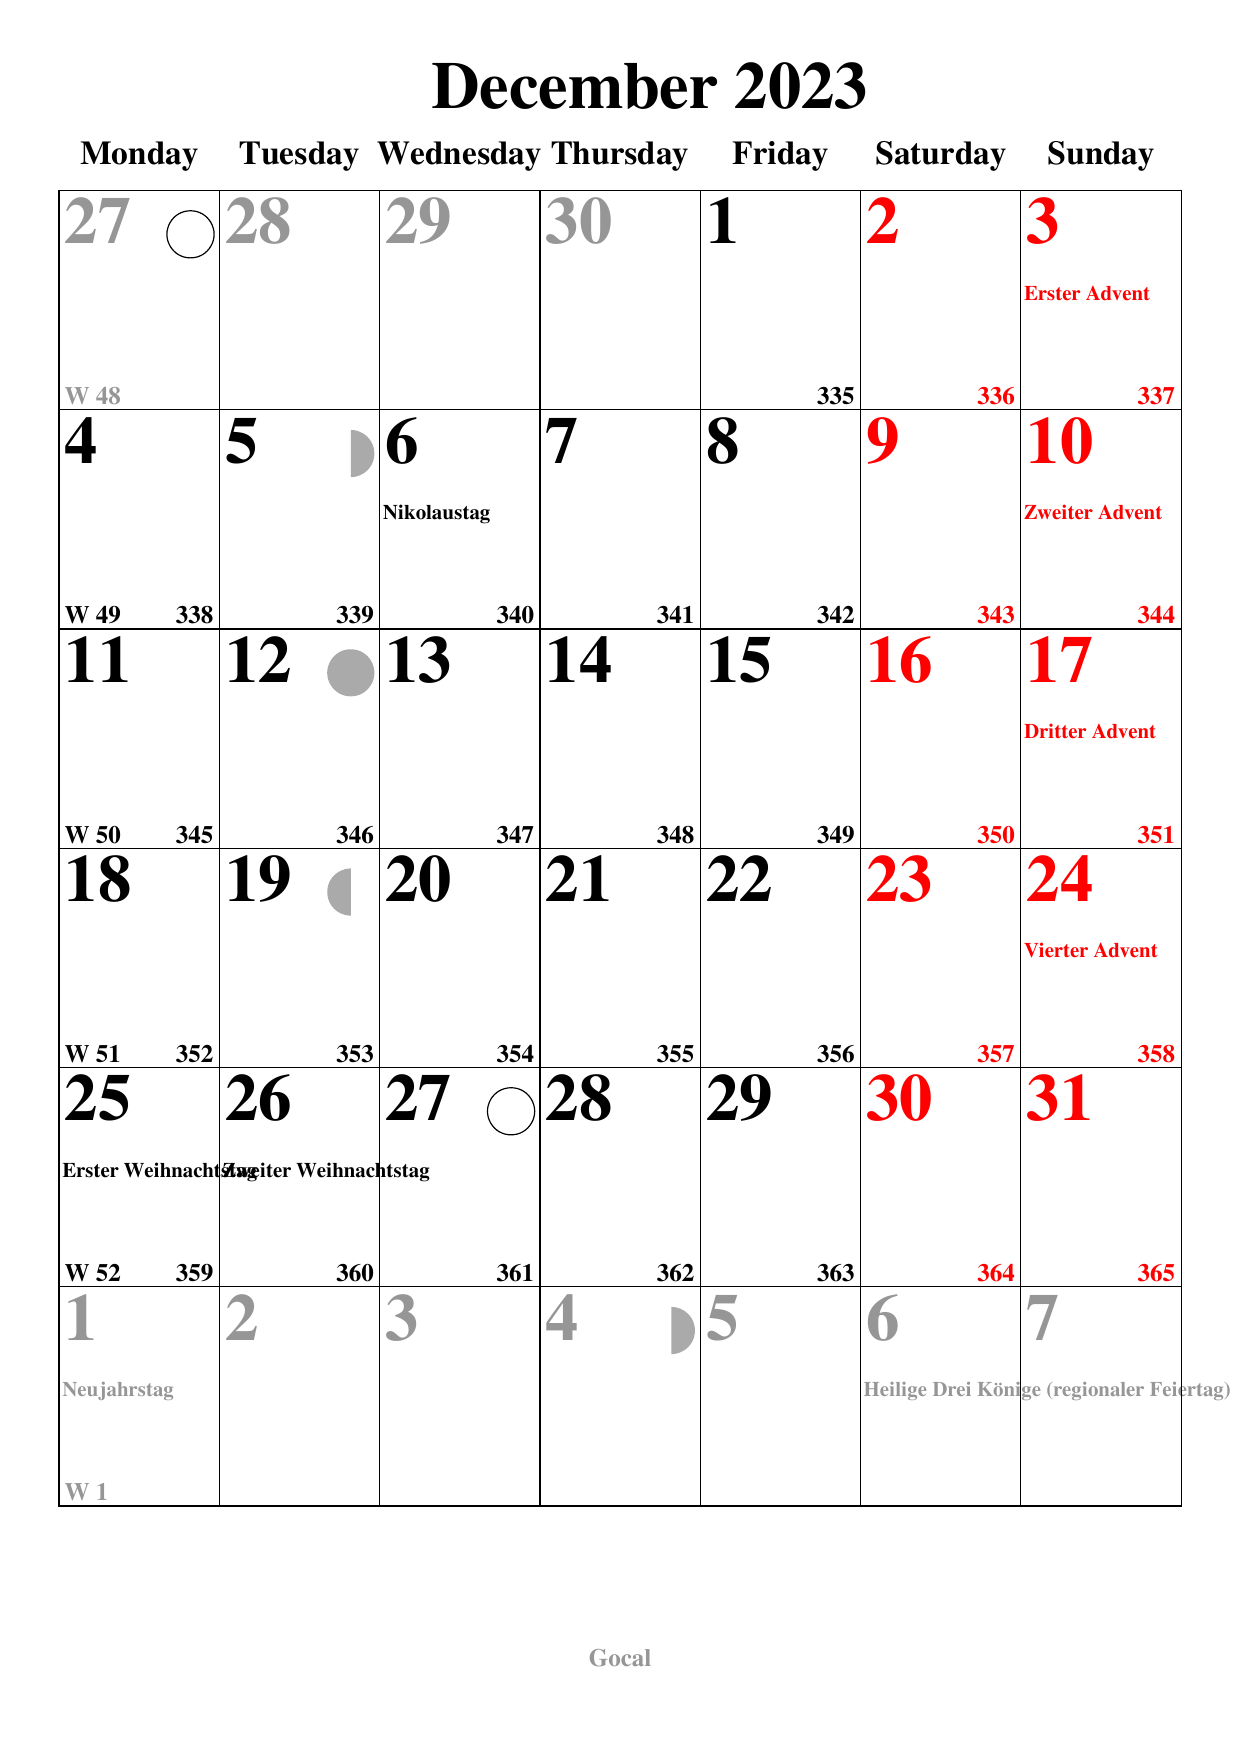 December 2023
Monday Tuesday Wednesday Thursday Friday Saturday Sunday
27 28 29 30 1 2 3
Erster Advent
W 48 335 336 337
4 5 6 7 8 9 10
Nikolaustag Zweiter Advent
W 49 338 339 340 341 342 343 344
11 12 13 14 15 16 17
Dritter Advent
W 50 345 346 347 348 349 350 351
18 19 20 21 22 23 24
Vierter Advent
W 51 352 353 354 355 356 357 358
25 26 27 28 29 30 31
Erster Weihnachtstag Zweiter Weihnachtstag
W 52 359 360 361 362 363 364 365
1 2 3 4 5 6 7
Neujahrstag Heilige Drei Könige (regionaler Feiertag)
W 1
Gocal